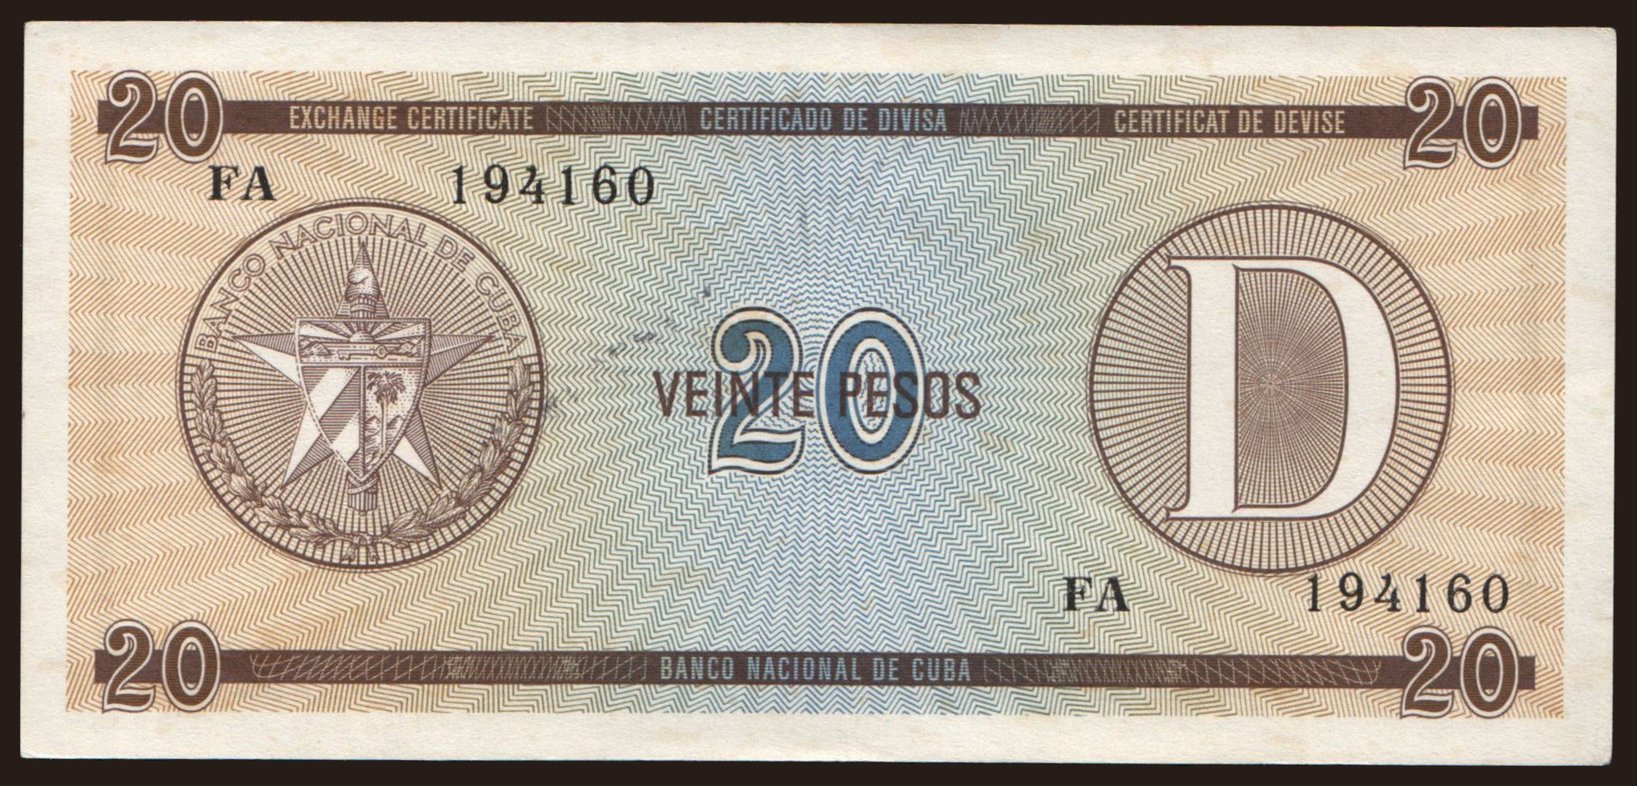 20 EXCHANGE CERTIFICATE CERTIFICADO DE DIVISA CERTIFICAT DE DEVISE 20
FA 194160
BANCO NACIONAL DE CUBA
20
VEINTE PESOS
D
FA 194160
20 BANCO NACIONAL DE CUBA 20